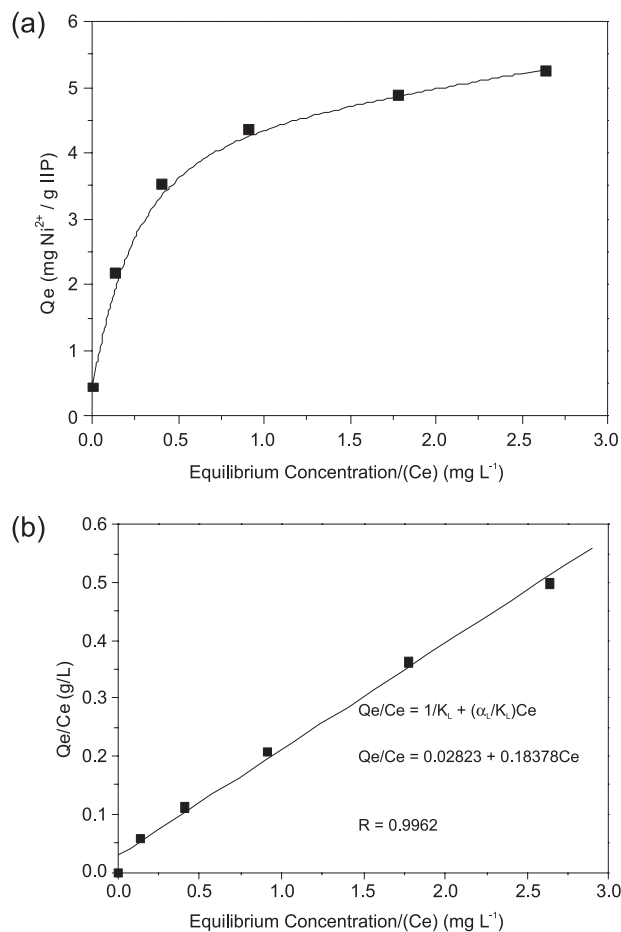 (a)
6
5
4
3
2
1
0
Qe (mg Ni²⁺ / g IIP)
0.0 0.5 1.0 1.5 2.0 2.5 3.0
Equilibrium Concentration/(Ce) (mg L⁻¹)
(b)
0.6
0.5
0.4
0.3
0.2
0.1
0.0
Qe/Ce (g/L)
Qe/Ce = 1/K_L + (α_L/K_L)Ce
Qe/Ce = 0.02823 + 0.18378Ce
R = 0.9962
0.0 0.5 1.0 1.5 2.0 2.5 3.0
Equilibrium Concentration/(Ce) (mg L⁻¹)